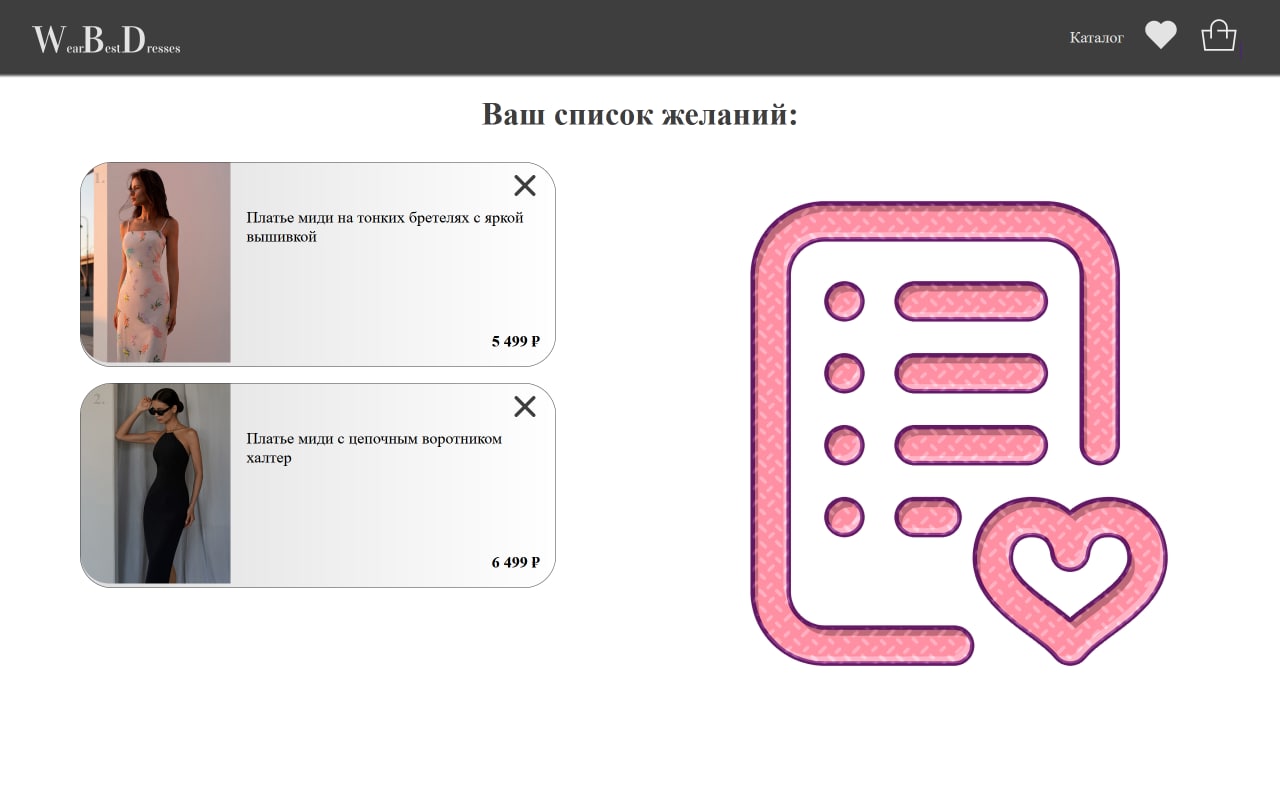 WearBestDresses
Каталог
Ваш список желаний:
1.
Платье миди на тонких бретелях с яркой
вышивкой
5 499 ₽
2.
Платье миди с цепочным воротником
халтер
6 499 ₽